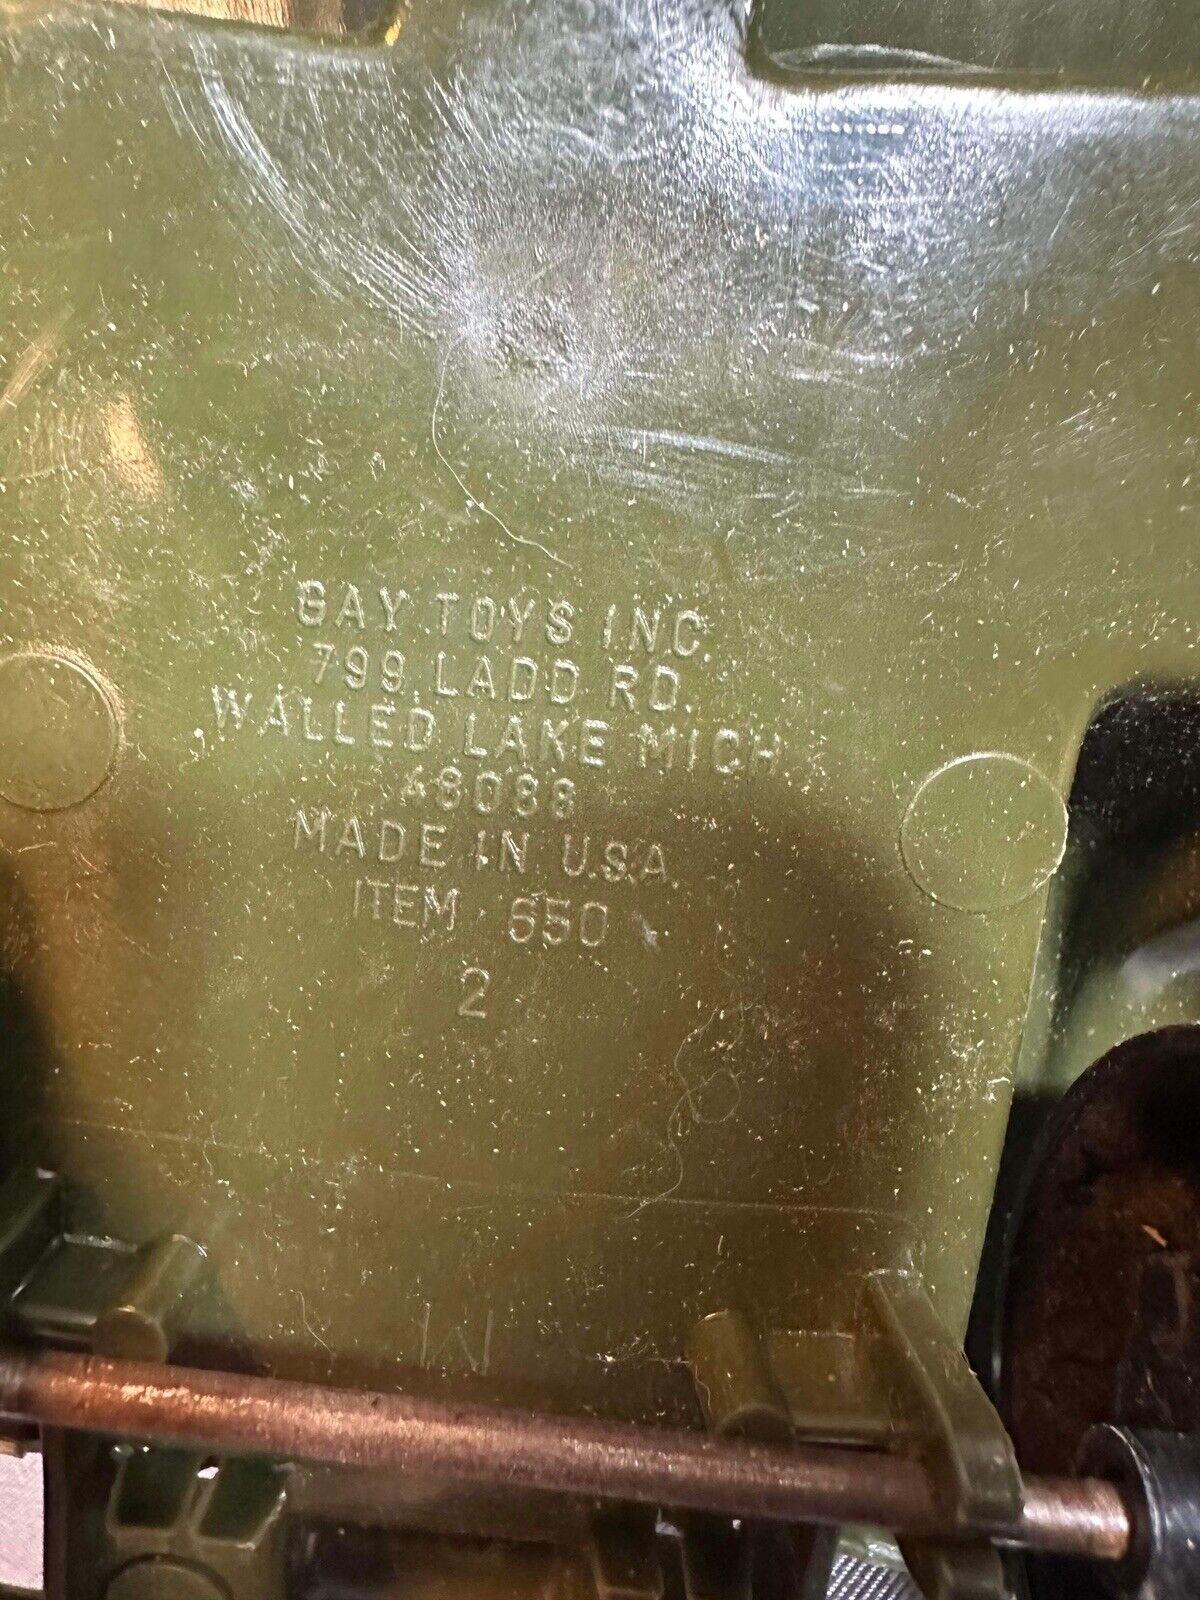 GAY TOYS INC.
799 LADD RD.
WALLED LAKE MICH
48088
MADE IN U.S.A.
ITEM 650
2
M